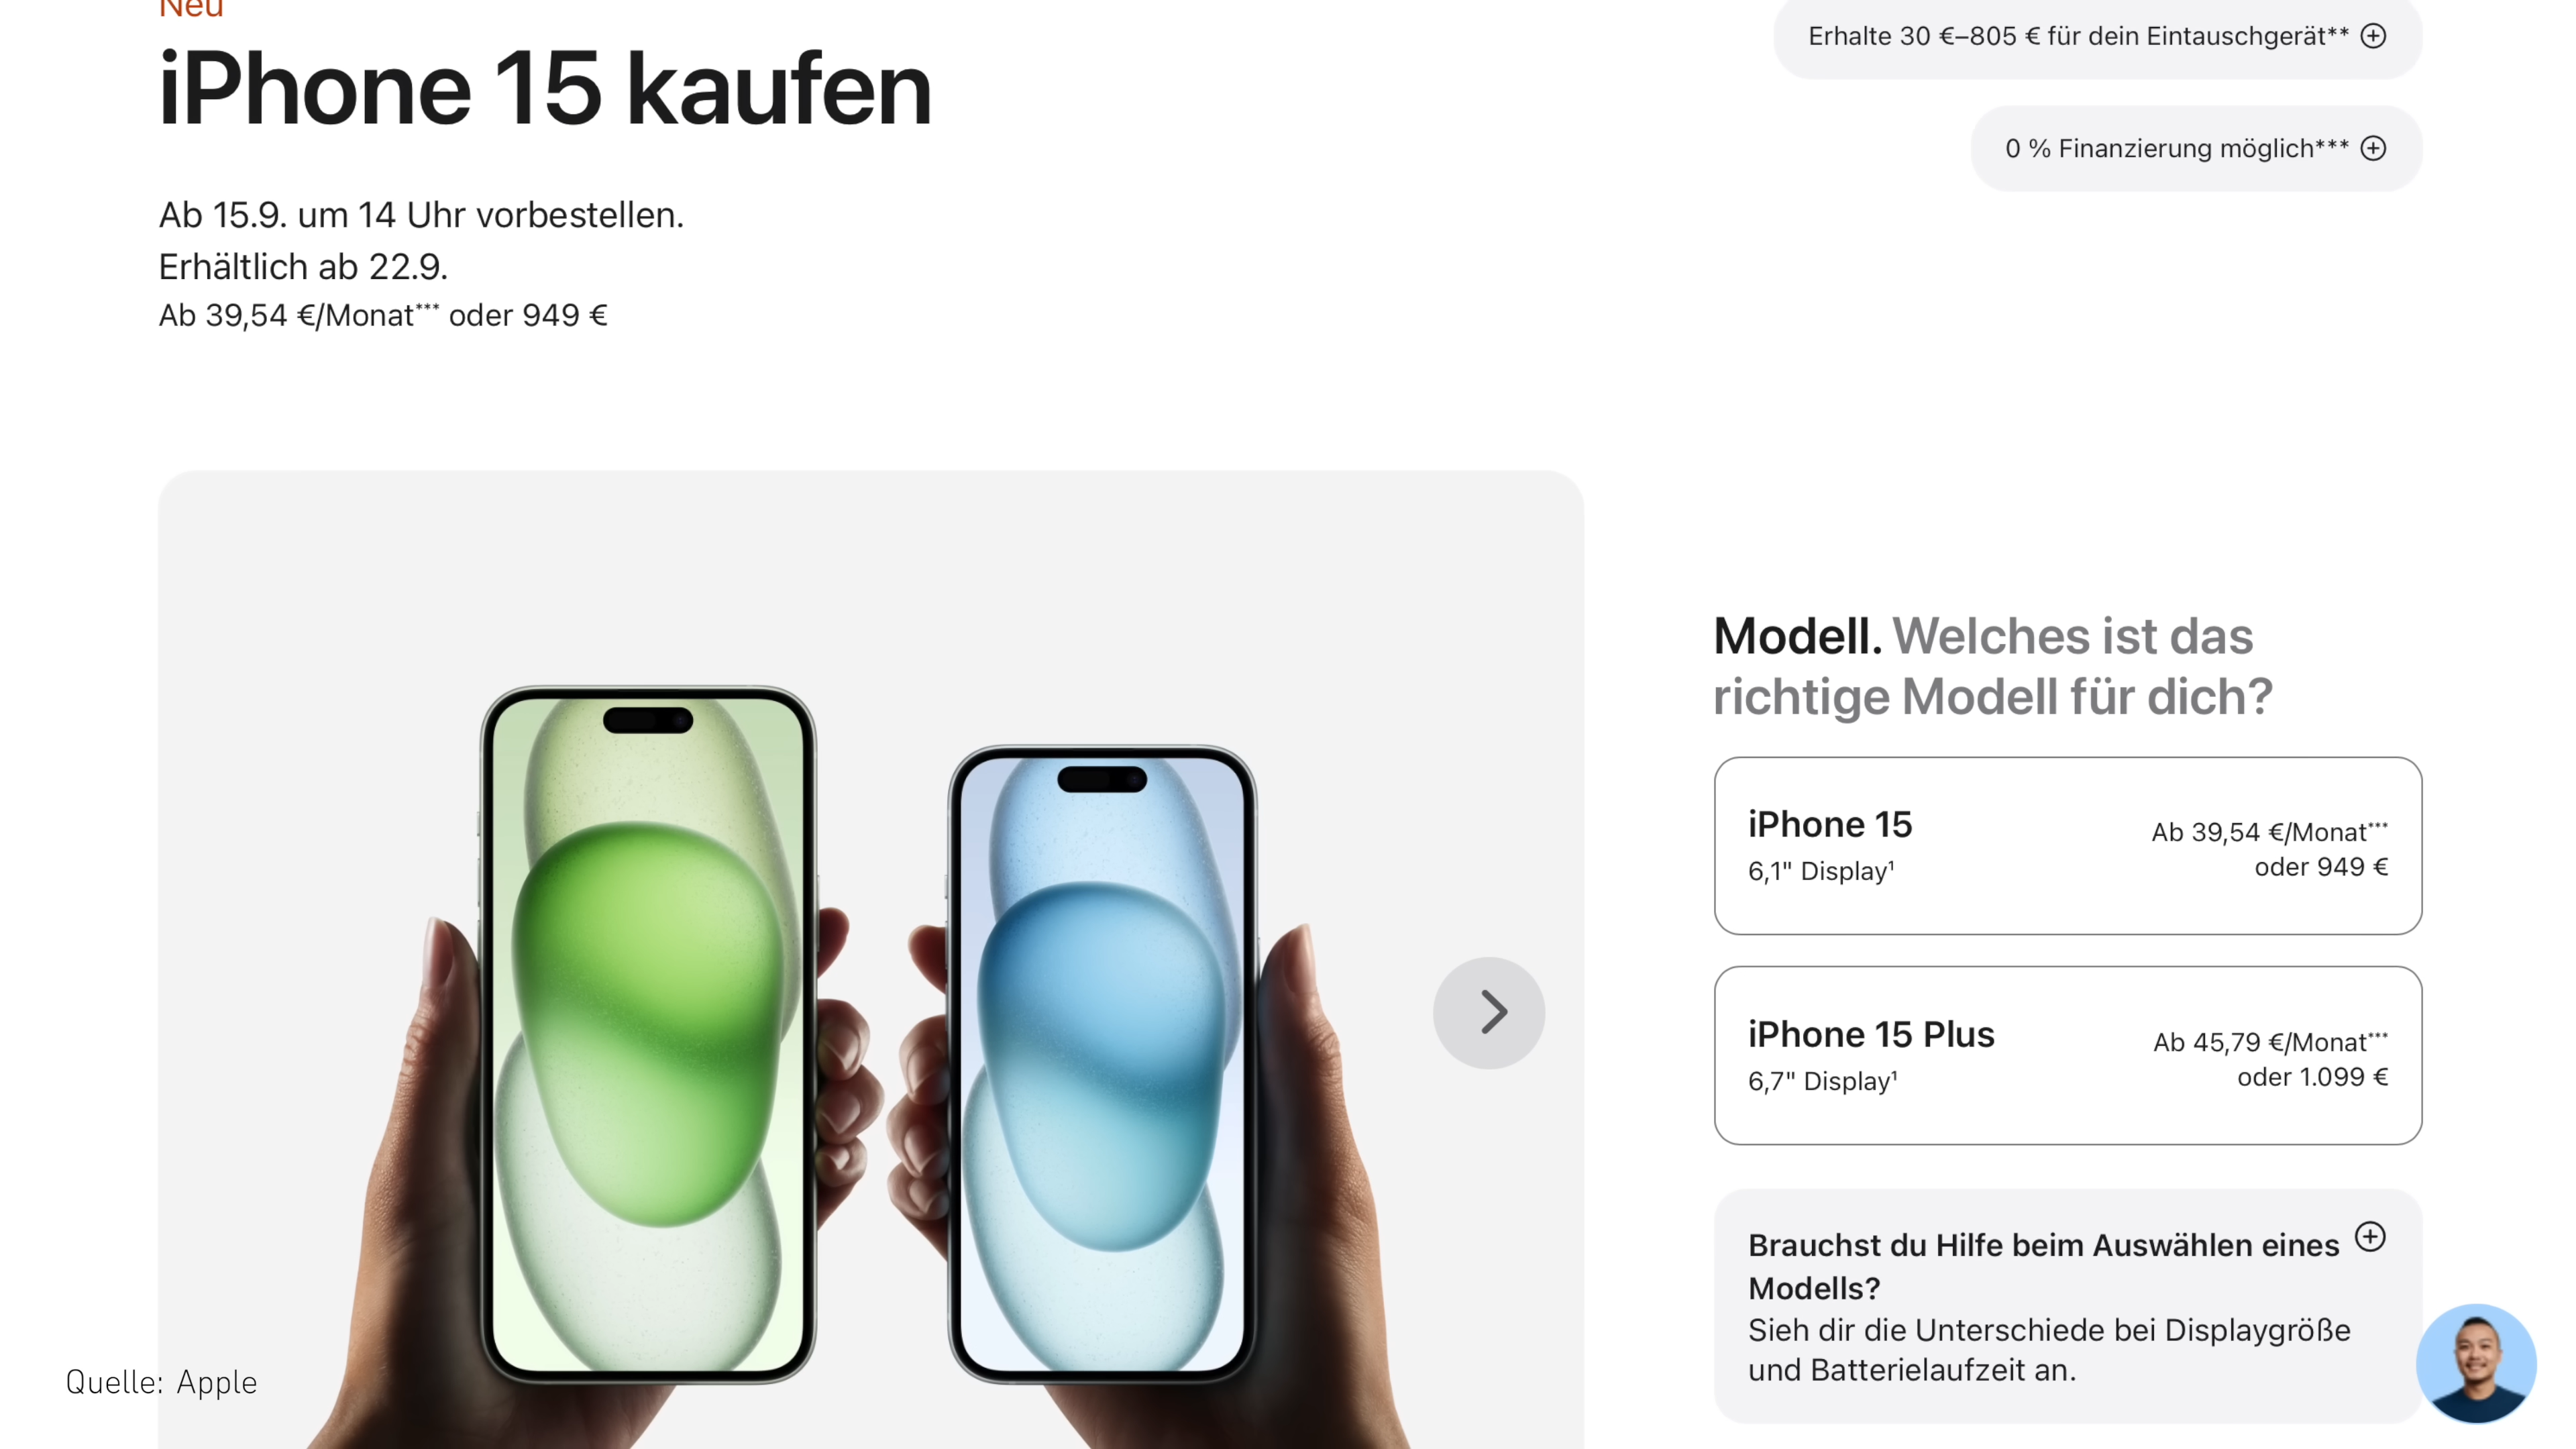 Neu
iPhone 15 kaufen
Ab 15.9. um 14 Uhr vorbestellen.
Erhältlich ab 22.9.
Ab 39,54 €/Monat*** oder 949 €
Erhalte 30 €–805 € für dein Eintauschgerät**
0 % Finanzierung möglich***
Modell. Welches ist das
richtige Modell für dich?
iPhone 15
6,1" Display¹
Ab 39,54 €/Monat***
oder 949 €
iPhone 15 Plus
6,7" Display¹
Ab 45,79 €/Monat***
oder 1.099 €
Brauchst du Hilfe beim Auswählen eines
Modells?
Sieh dir die Unterschiede bei Displaygröße
und Batterielaufzeit an.
Quelle: Apple